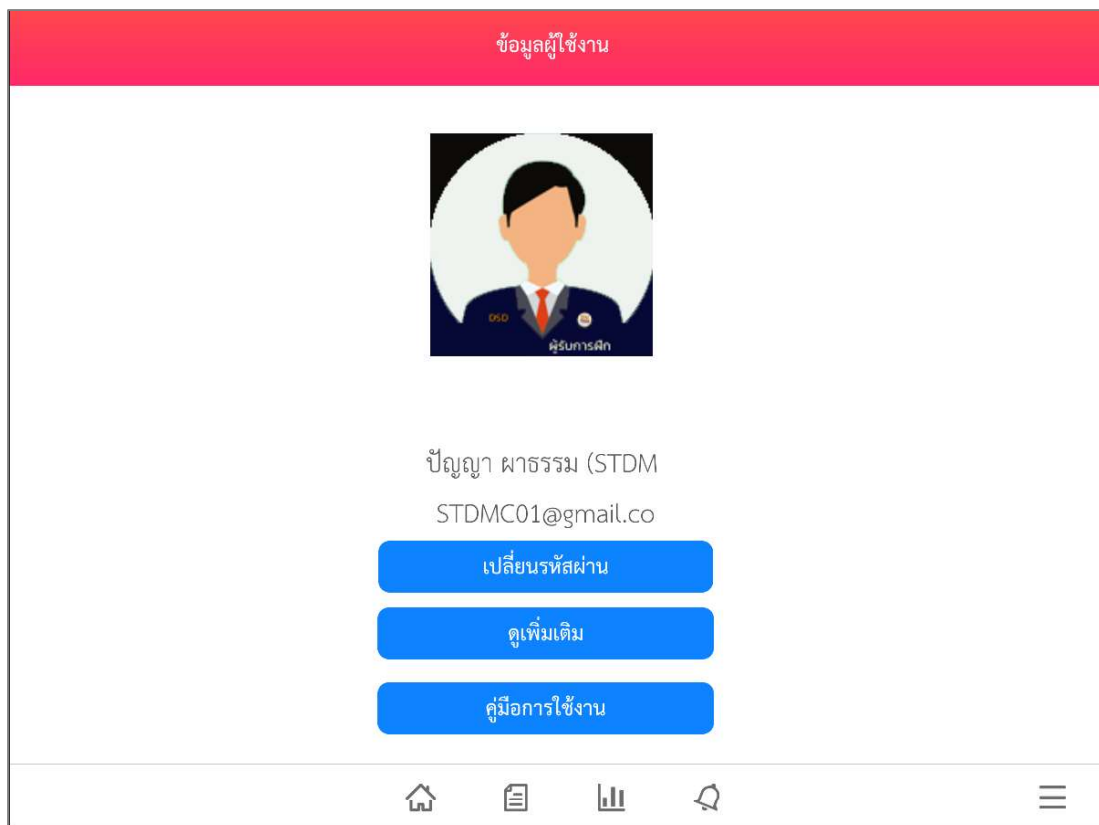 ข้อมูลผู้ใช้งาน
DSD
ผู้รับการฝึก
ปัญญา ผาธรรม (STDM
STDMC01@gmail.co
เปลี่ยนรหัสผ่าน
ดูเพิ่มเติม
คู่มือการใช้งาน